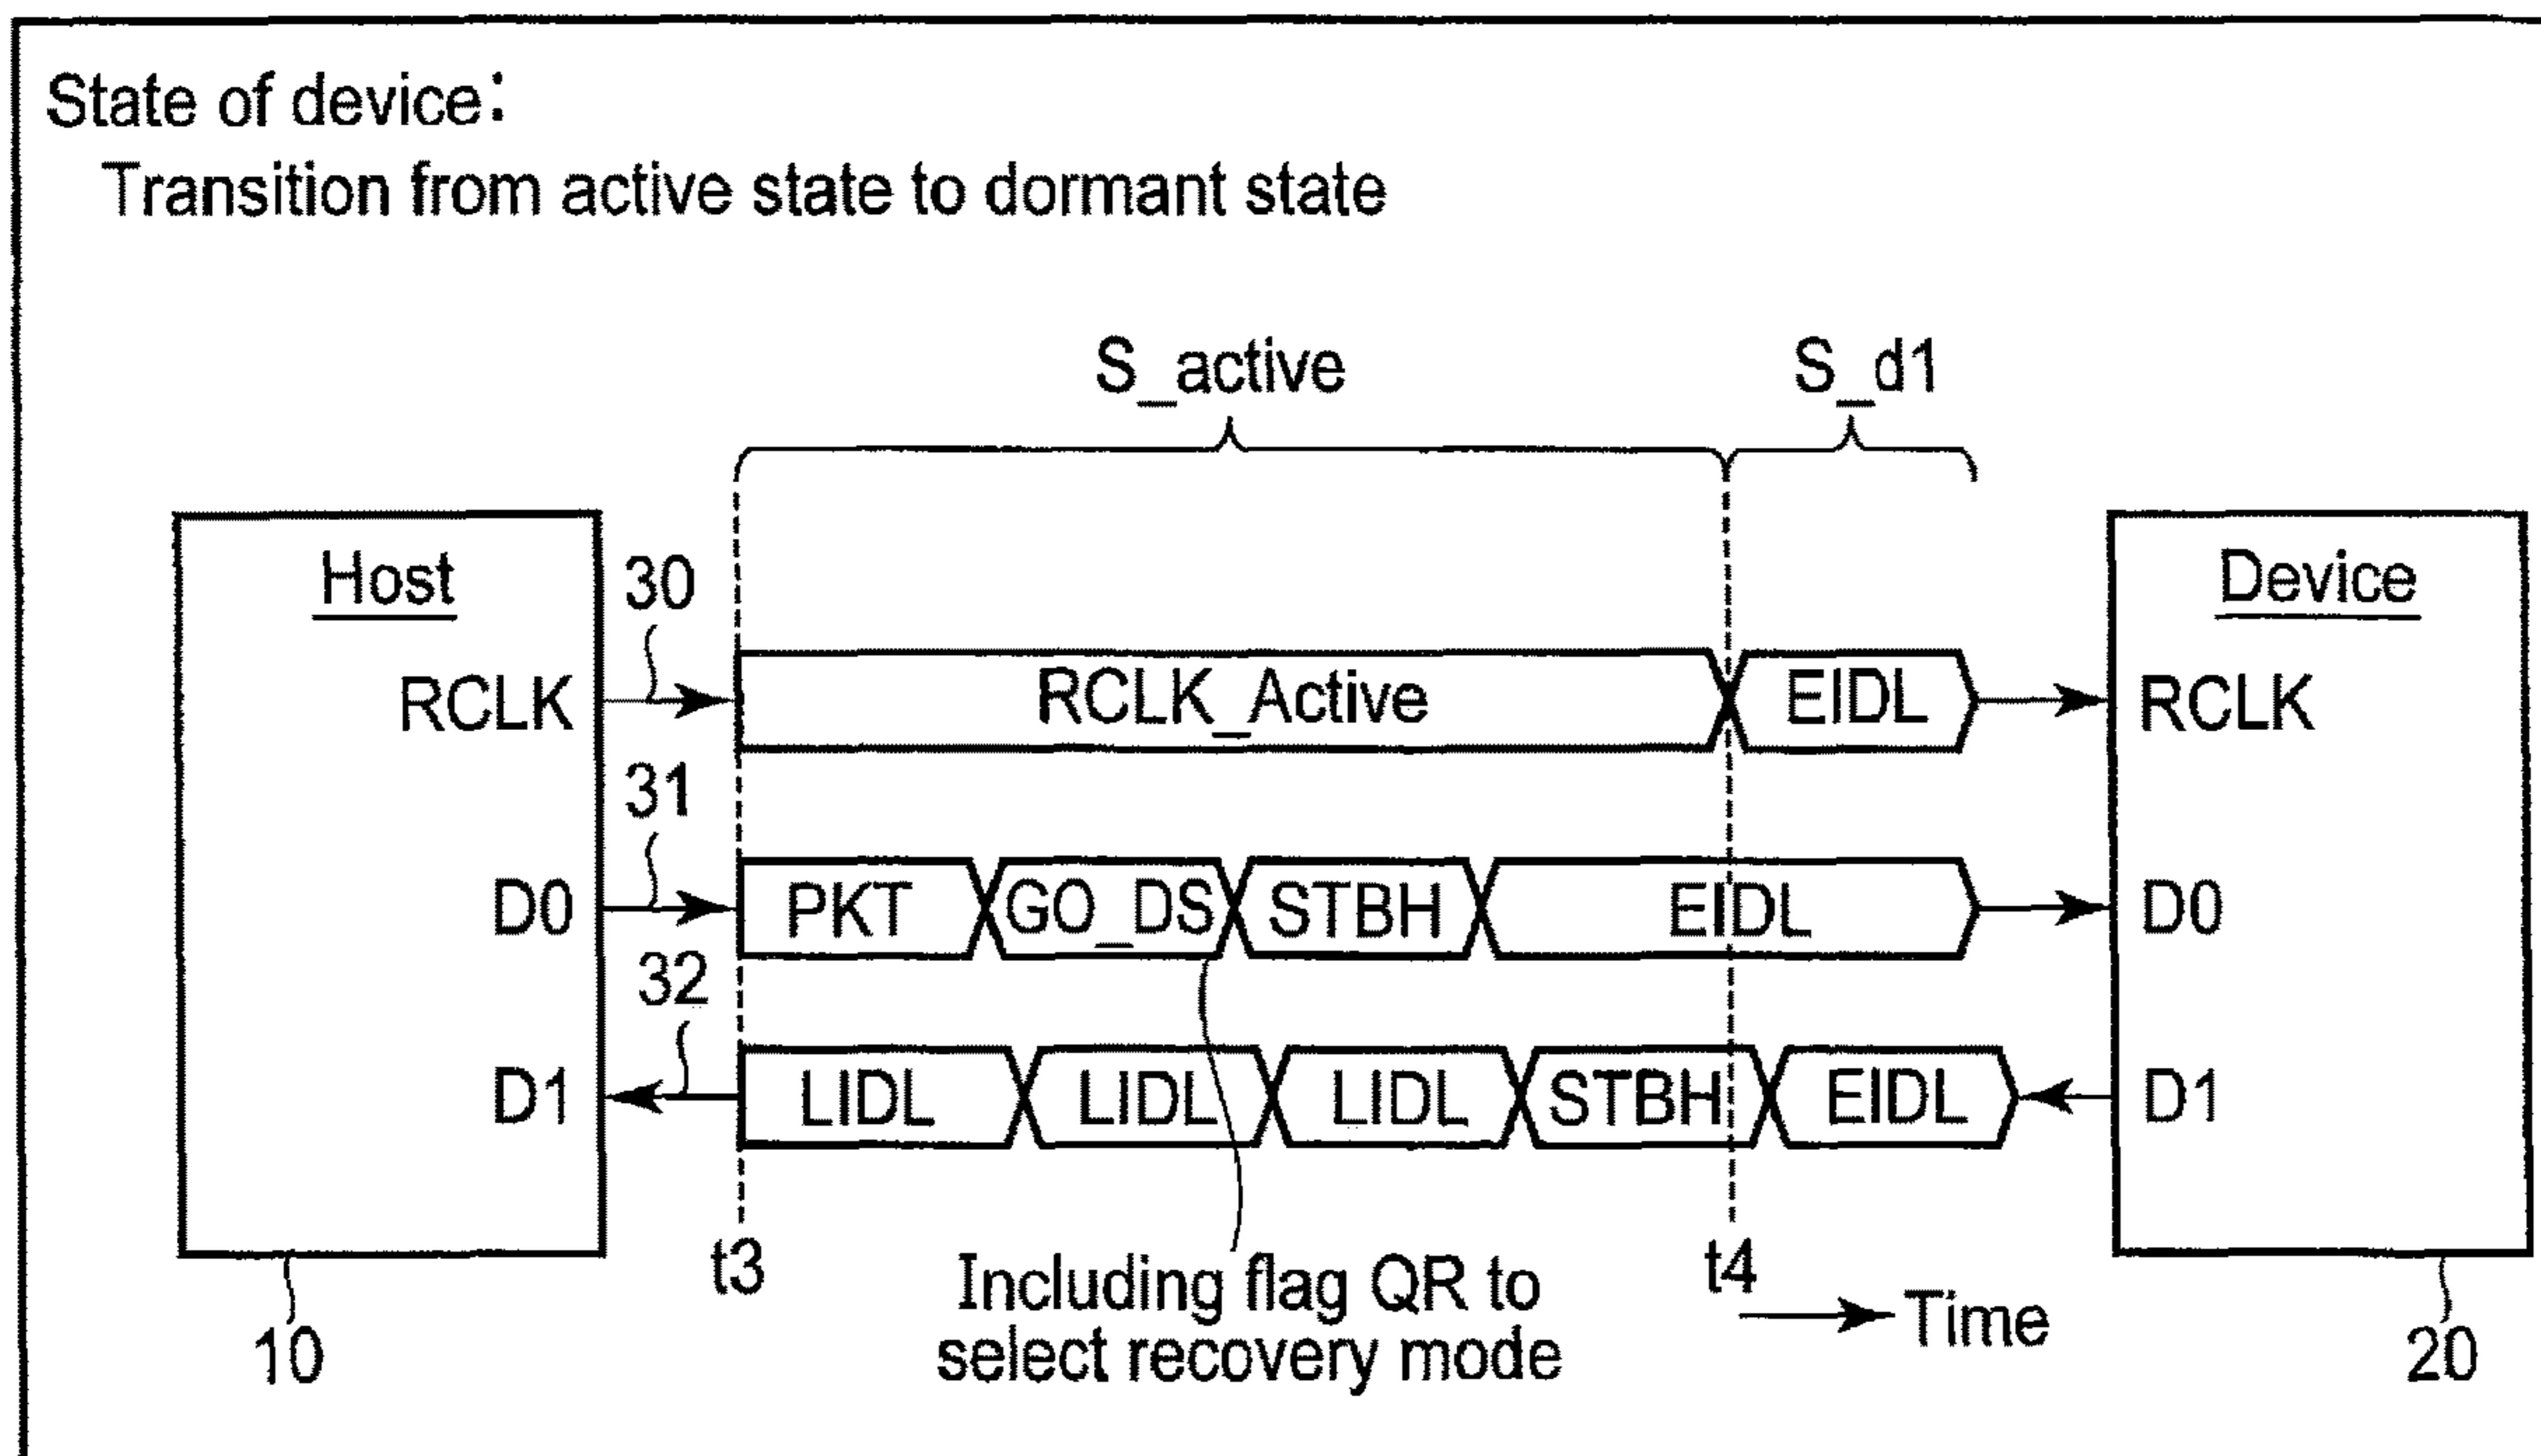 State of device:
Transition from active state to dormant state
S_active
S_d1
Host
Device
30
RCLK
RCLK_Active
EIDL
RCLK
31
D0
PKT
GO_DS
STBH
EIDL
D0
32
D1
LIDL
LIDL
LIDL
STBH
EIDL
D1
t3
t4
Including flag QR to
select recovery mode
Time
10
20